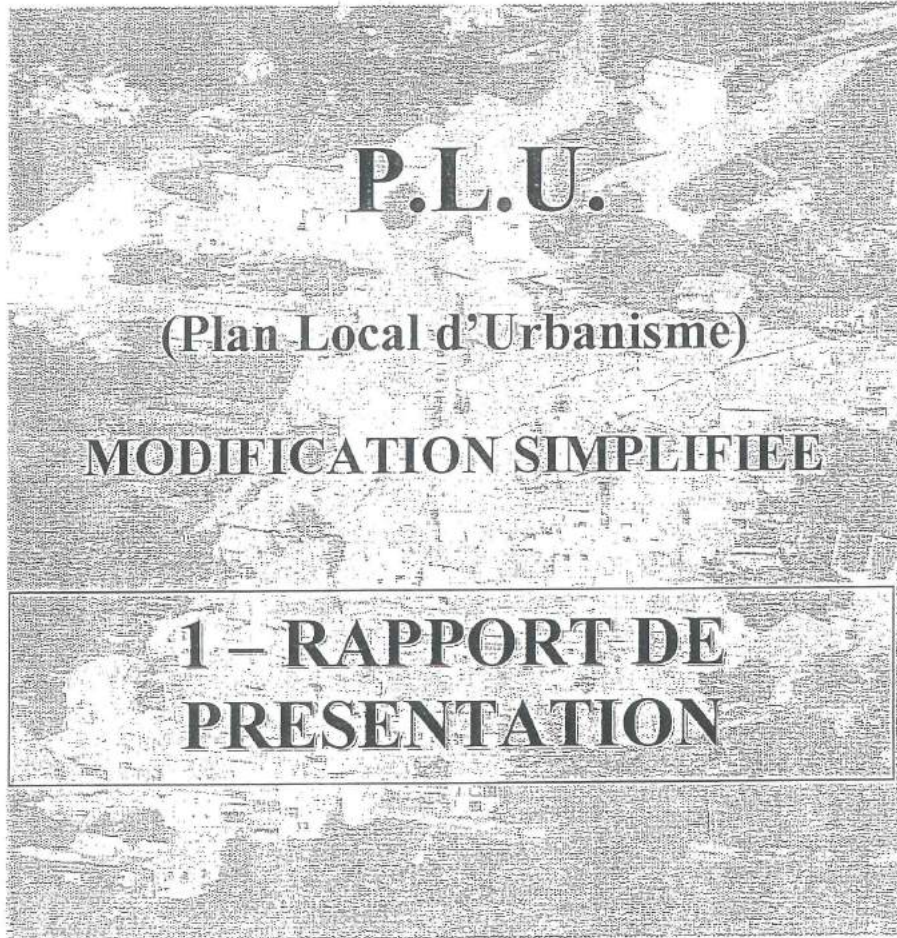 P.L.U.
(Plan Local d'Urbanisme)
MODIFICATION SIMPLIFIEE
1 – RAPPORT DE
PRESENTATION